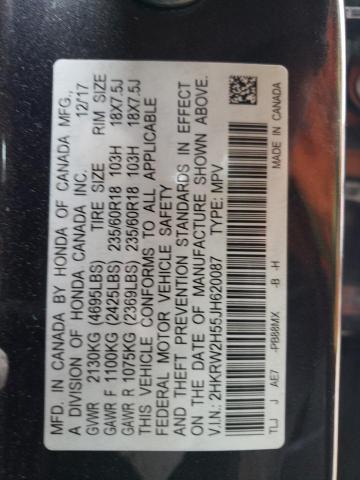 MFD. IN CANADA BY HONDA OF CANADA MFG.,
A DIVISION OF HONDA CANADA INC. 12/17
GVWR 2130KG (4695LBS) TIRE SIZE RIM SIZE
GAWR F 1100KG (2425LBS) 235/60R18 103H 18X7.5J
GAWR R 1075KG (2369LBS) 235/60R18 103H 18X7.5J
THIS VEHICLE CONFORMS TO ALL APPLICABLE
FEDERAL MOTOR VEHICLE SAFETY
AND THEFT PREVENTION STANDARDS IN EFFECT
ON THE DATE OF MANUFACTURE SHOWN ABOVE.
V.I.N: 2HKRW2H55JH620087 TYPE: MPV
TLJ J AE7 -PB88MX -B -H MADE IN CANADA